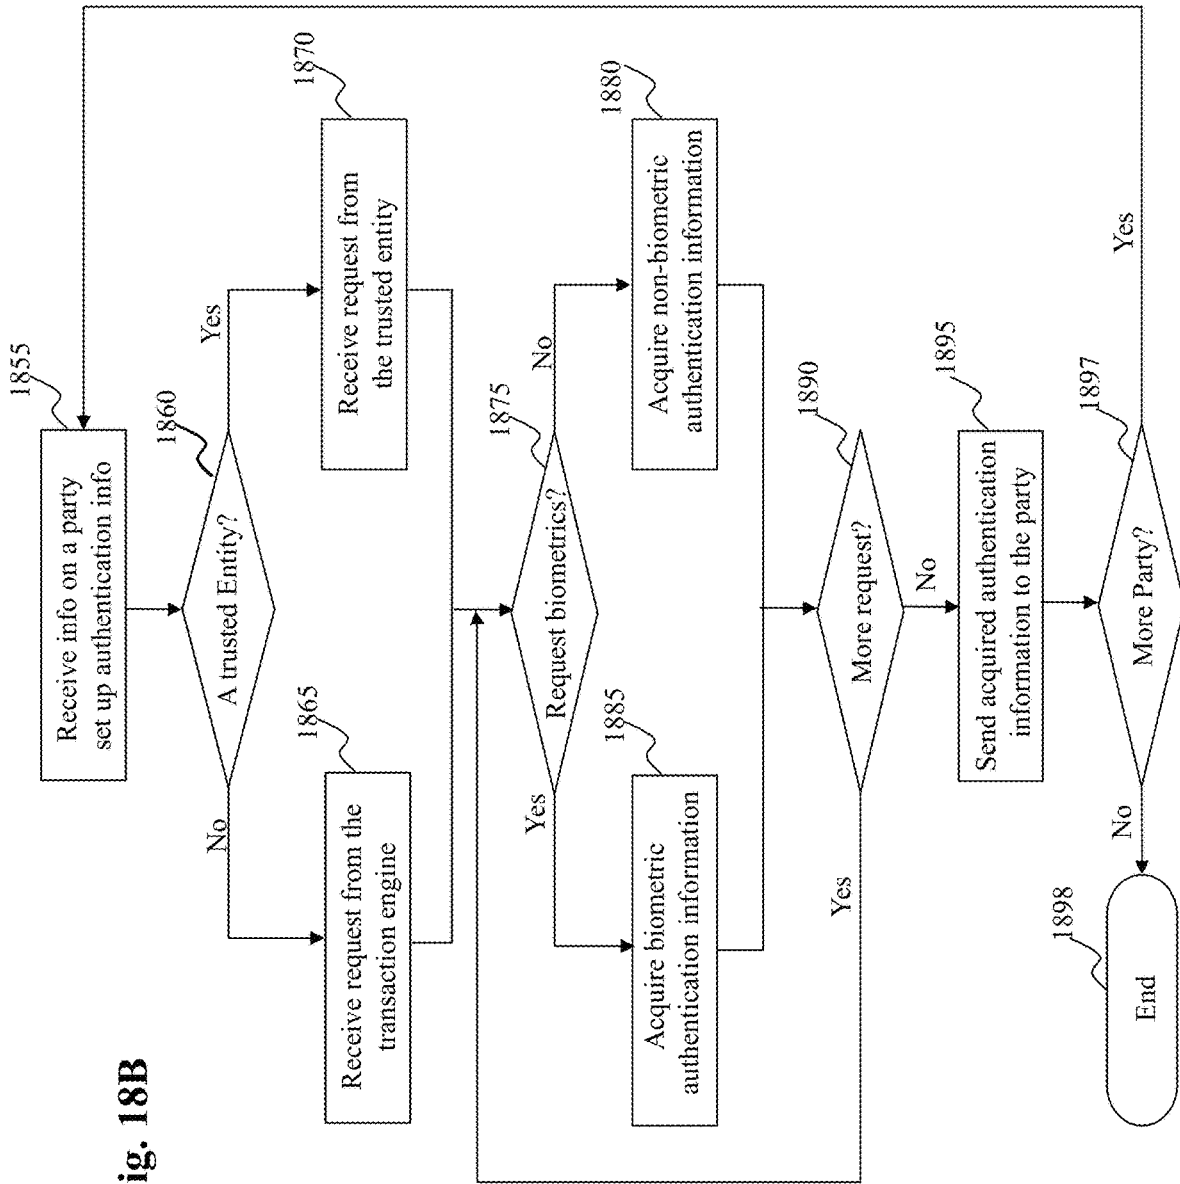 1855
Receive info on a party
set up authentication info
1860
A trusted Entity?
No
Yes
1865
Receive request from the
transaction engine
1870
Receive request from
the trusted entity
1875
Request biometrics?
Yes
No
1885
Acquire biometric
authentication information
1880
Acquire non-biometric
authentication information
1890
More request?
Yes
No
1895
Send acquired authentication
information to the party
1897
More Party?
No
Yes
1898
End
ig. 18B